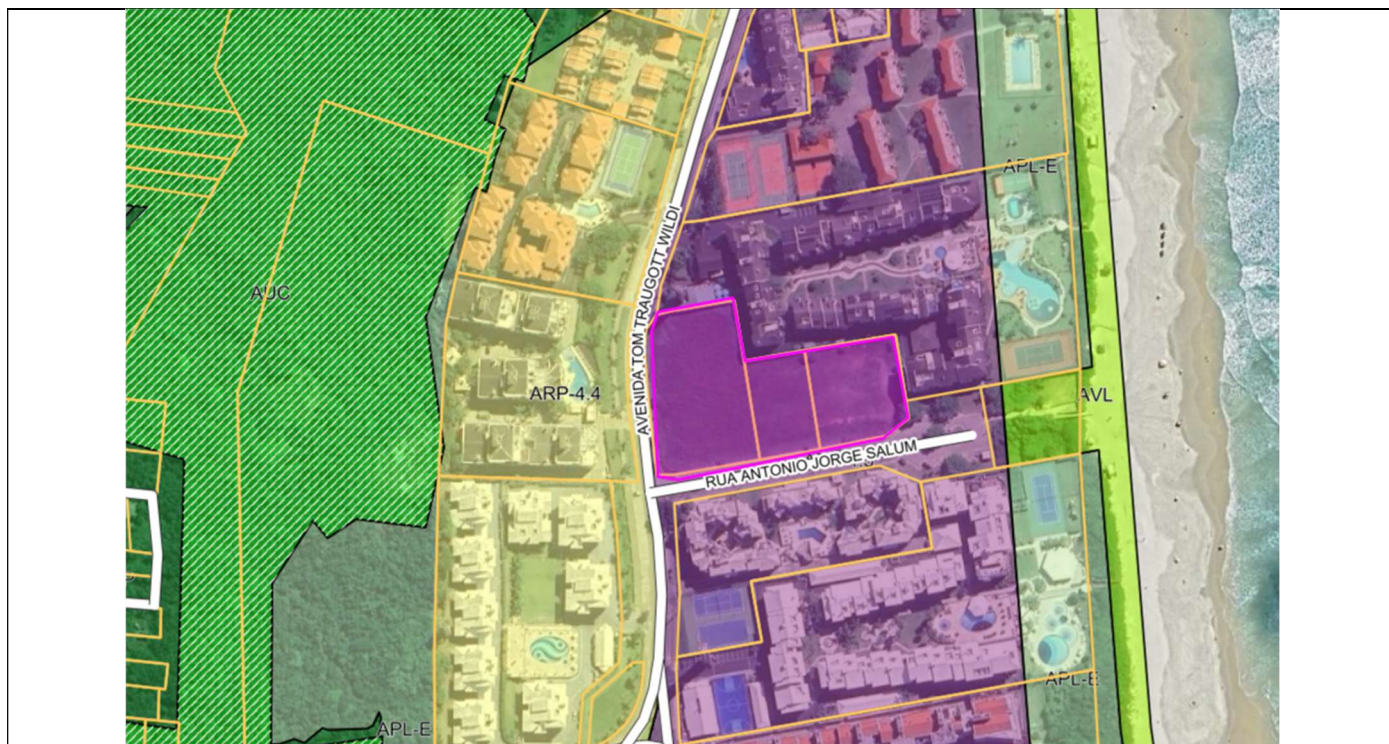 APL-E
AVENIDA TOM TRAUGOTT WILDI
AUC
ARP-4.4
AVL
RUA ANTONIO JORGE SALUM
APL-E
APL-E